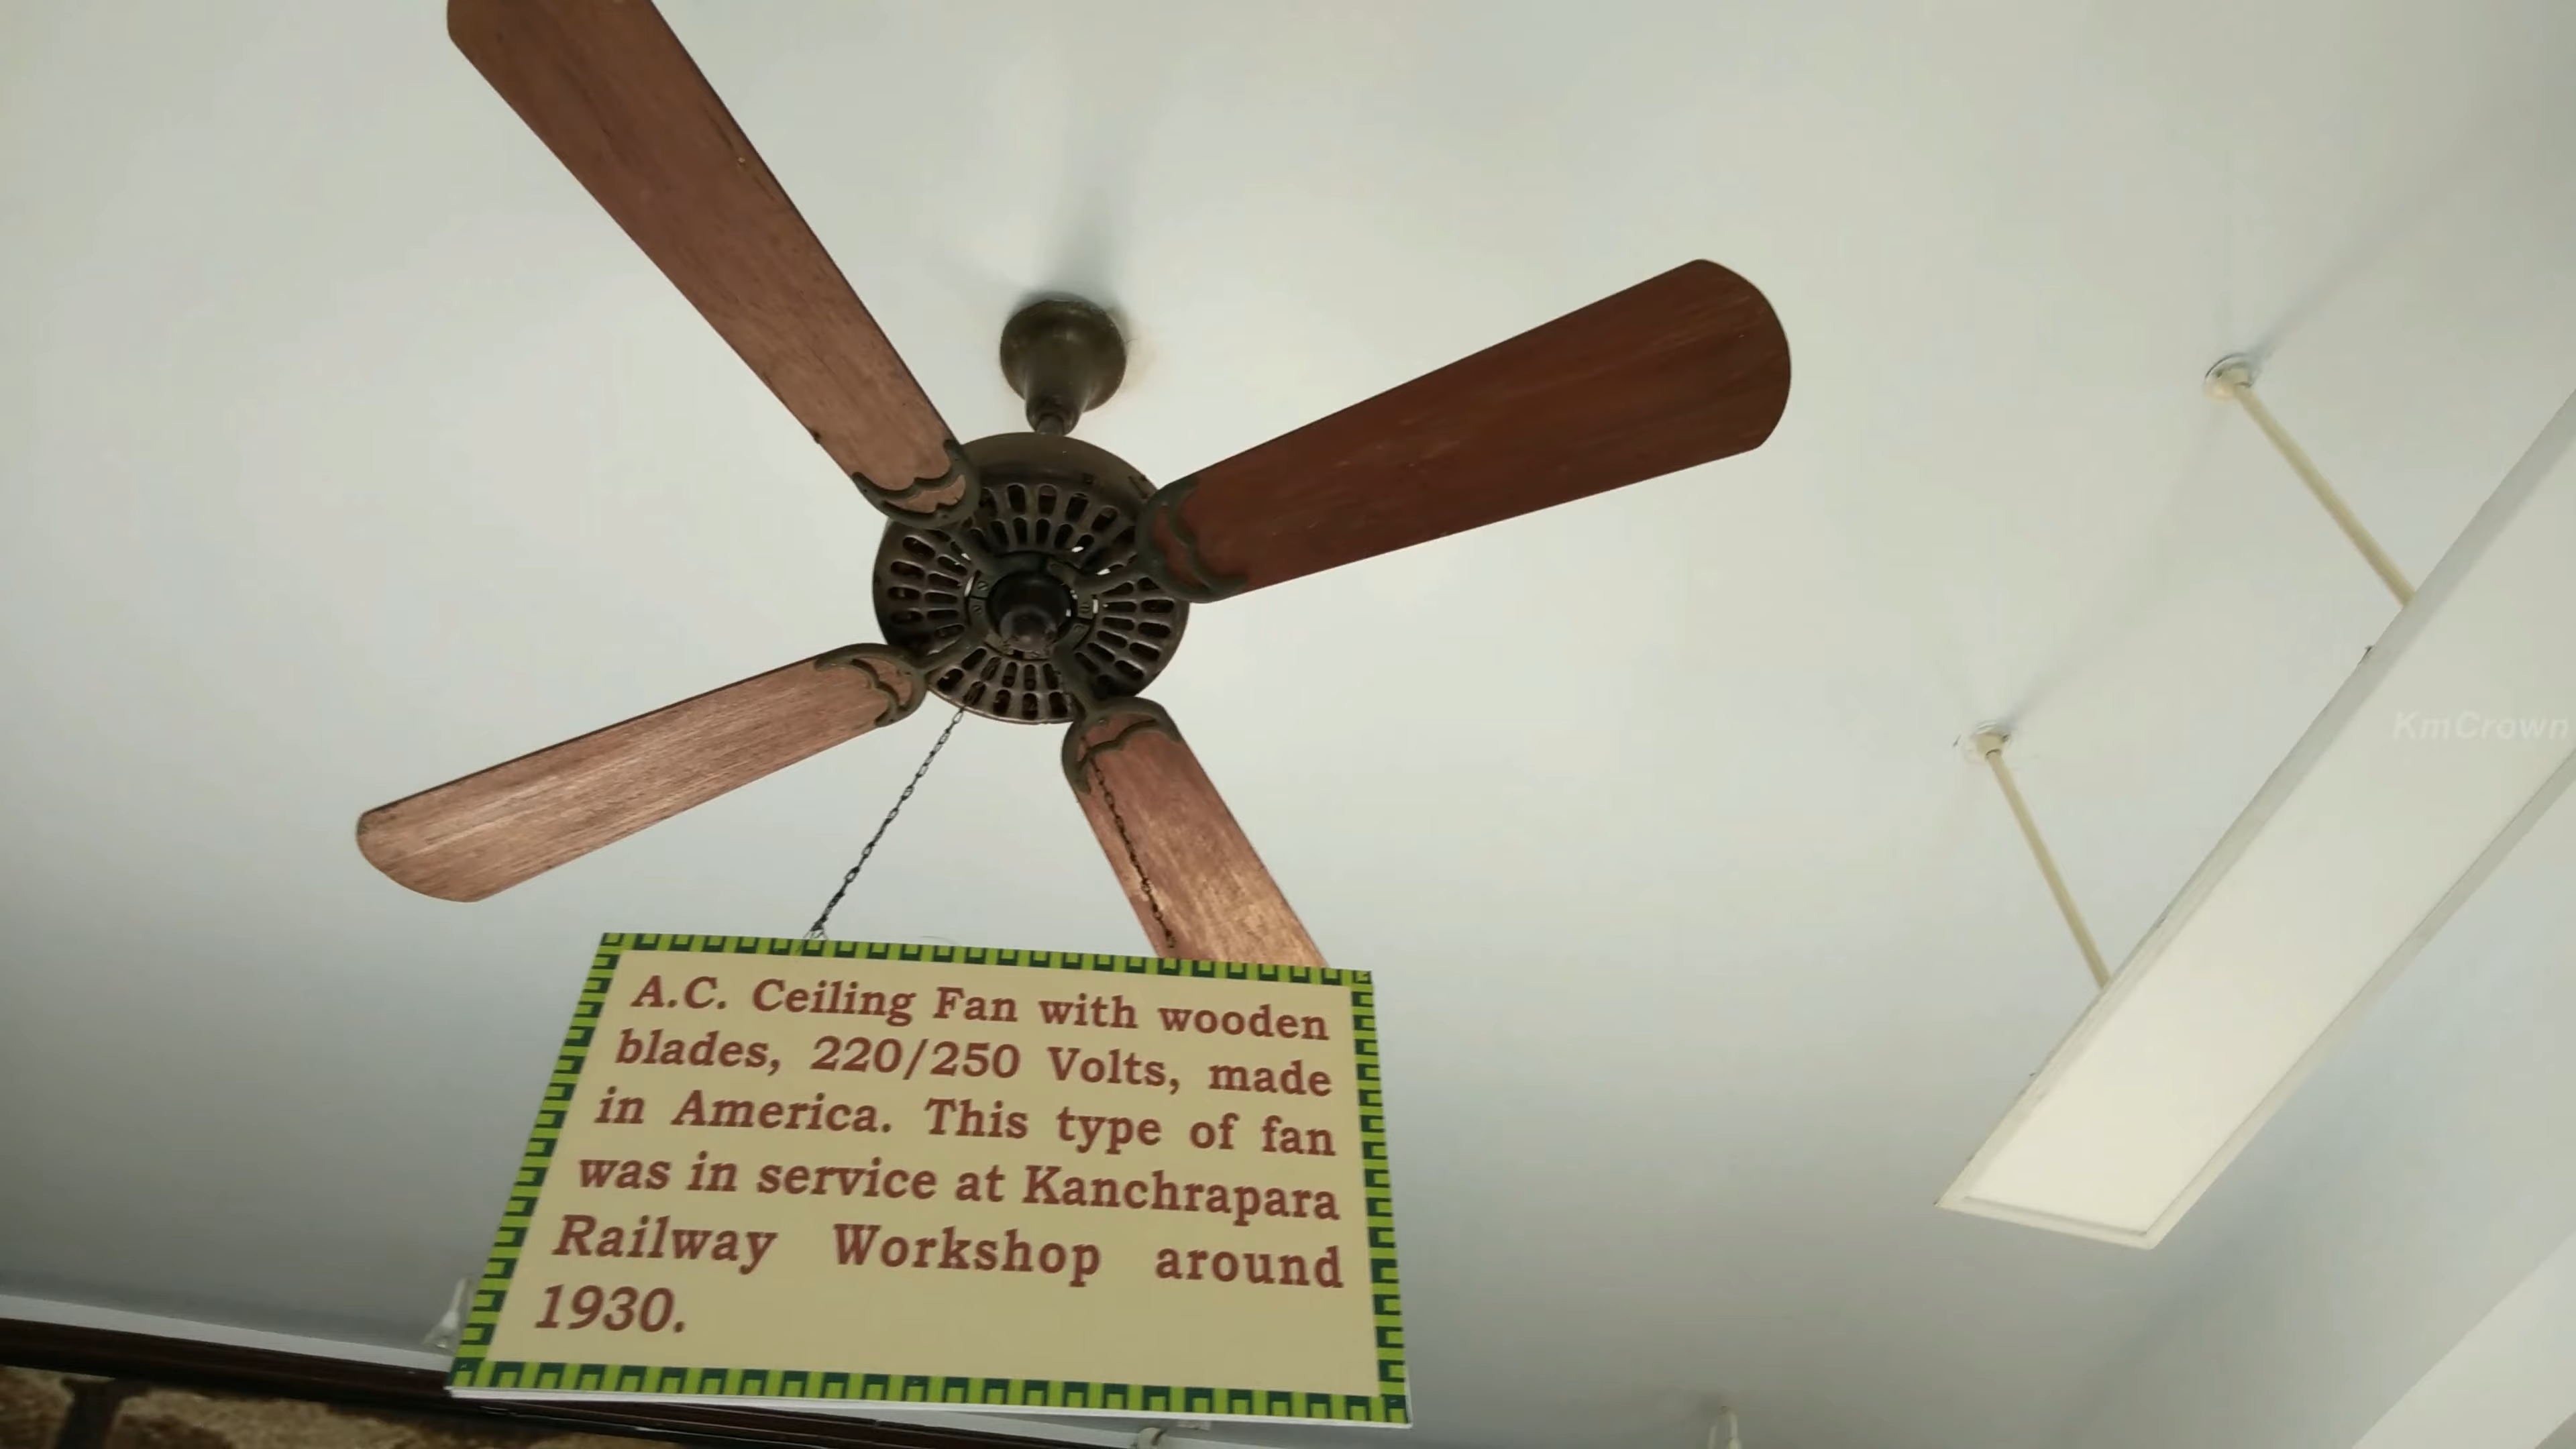 A.C. Ceiling Fan with wooden
blades, 220/250 Volts, made
in America. This type of fan
was in service at Kanchrapara
Railway Workshop around
1930.
KmCrown